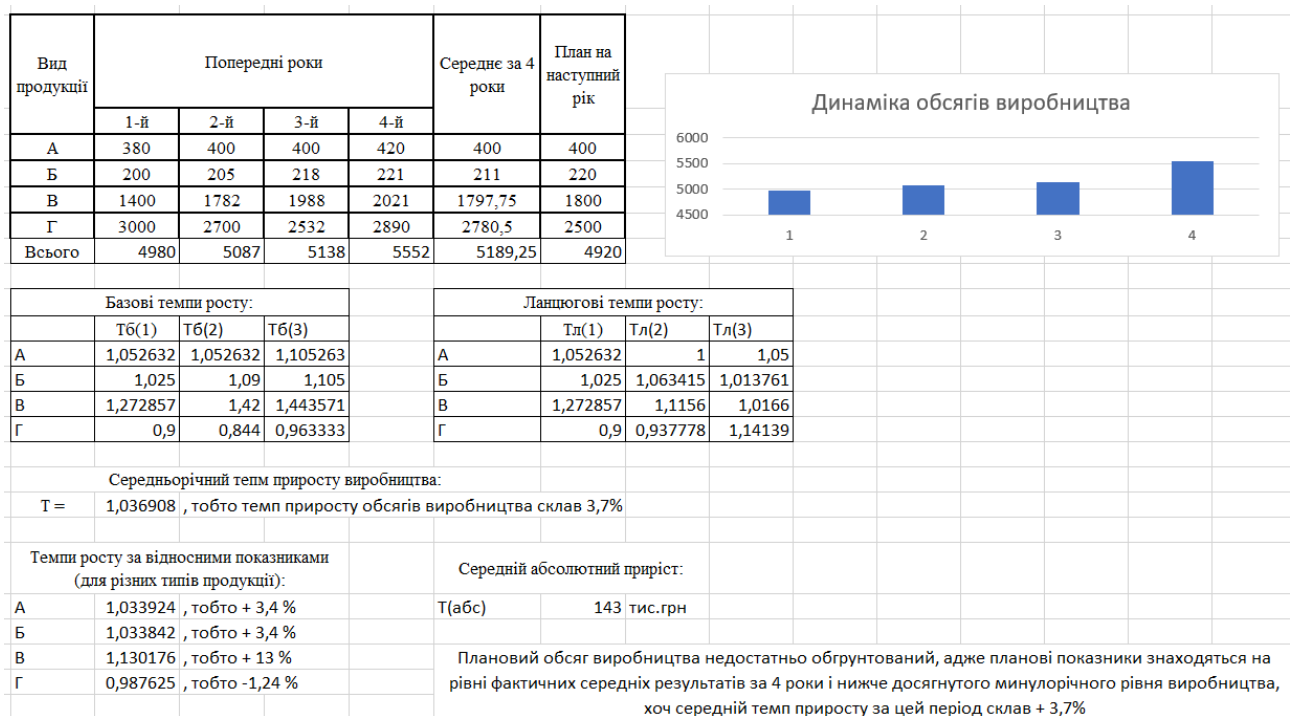 Вид продукції Попередні роки Середнє за 4 роки План на наступний рік
1-й 2-й 3-й 4-й
А 380 400 400 420 400 400
Б 200 205 218 221 211 220
В 1400 1782 1988 2021 1797,75 1800
Г 3000 2700 2532 2890 2780,5 2500
Всього 4980 5087 5138 5552 5189,25 4920
Динаміка обсягів виробництва
6000
5500
5000
4500
1 2 3 4
Базові темпи росту:
Тб(1) Тб(2) Тб(3)
А 1,052632 1,052632 1,105263
Б 1,025 1,09 1,105
В 1,272857 1,42 1,443571
Г 0,9 0,844 0,963333
Ланцюгові темпи росту:
Тл(1) Тл(2) Тл(3)
А 1,052632 1 1,05
Б 1,025 1,063415 1,013761
В 1,272857 1,1156 1,0166
Г 0,9 0,937778 1,14139
Середньорічний тепм приросту виробництва:
Т = 1,036908 , тобто темп приросту обсягів виробництва склав 3,7%
Темпи росту за відносними показниками
(для різних типів продукції):
А 1,033924 , тобто + 3,4 %
Б 1,033842 , тобто + 3,4 %
В 1,130176 , тобто + 13 %
Г 0,987625 , тобто -1,24 %
Середній абсолютний приріст:
Т(абс) 143 тис.грн
Плановий обсяг виробництва недостатньо обгрунтований, адже планові показники знаходяться на
рівні фактичних середніх результатів за 4 роки і нижче досягнутого минулорічного рівня виробництва,
хоч середній темп приросту за цей період склав + 3,7%